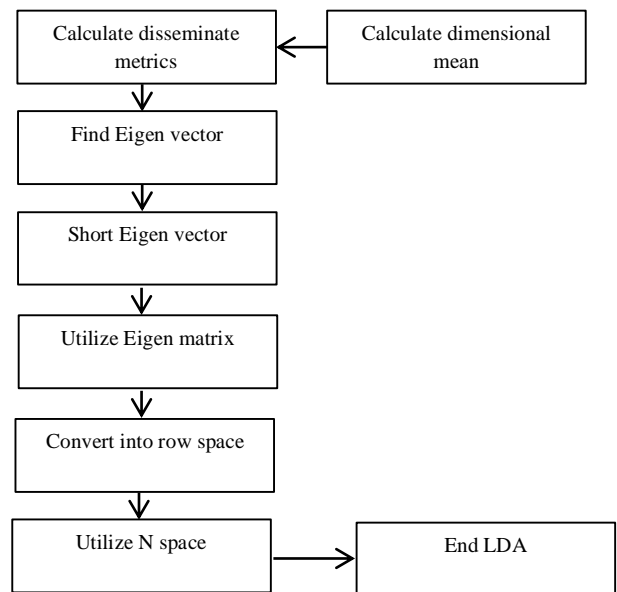 Calculate disseminate
metrics
Calculate dimensional
mean
Find Eigen vector
Short Eigen vector
Utilize Eigen matrix
Convert into row space
Utilize N space
End LDA